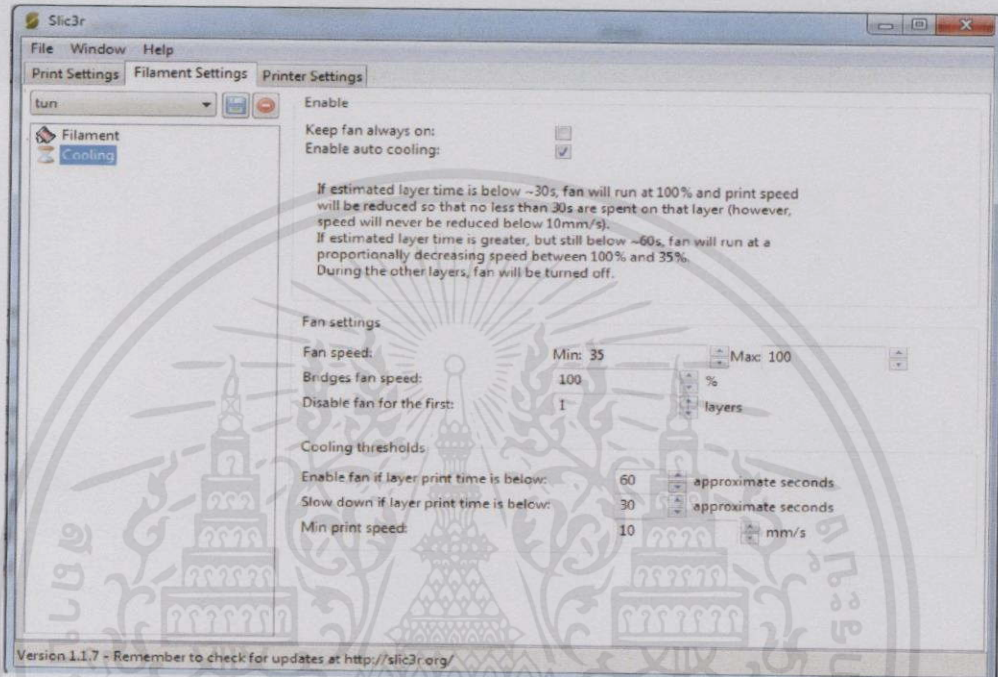 Slic3r
File Window Help
Print Settings Filament Settings Printer Settings
tun
Filament
Cooling
Enable
Keep fan always on:
Enable auto cooling:
If estimated layer time is below ~30s, fan will run at 100% and print speed
will be reduced so that no less than 30s are spent on that layer (however,
speed will never be reduced below 10mm/s).
If estimated layer time is greater, but still below ~60s, fan will run at a
proportionally decreasing speed between 100% and 35%.
During the other layers, fan will be turned off.
Fan settings
Fan speed: Min: 35 Max: 100
Bridges fan speed: 100 %
Disable fan for the first: 1 layers
Cooling thresholds
Enable fan if layer print time is below: 60 approximate seconds
Slow down if layer print time is below: 30 approximate seconds
Min print speed: 10 mm/s
Version 1.1.7 - Remember to check for updates at http://slic3r.org/